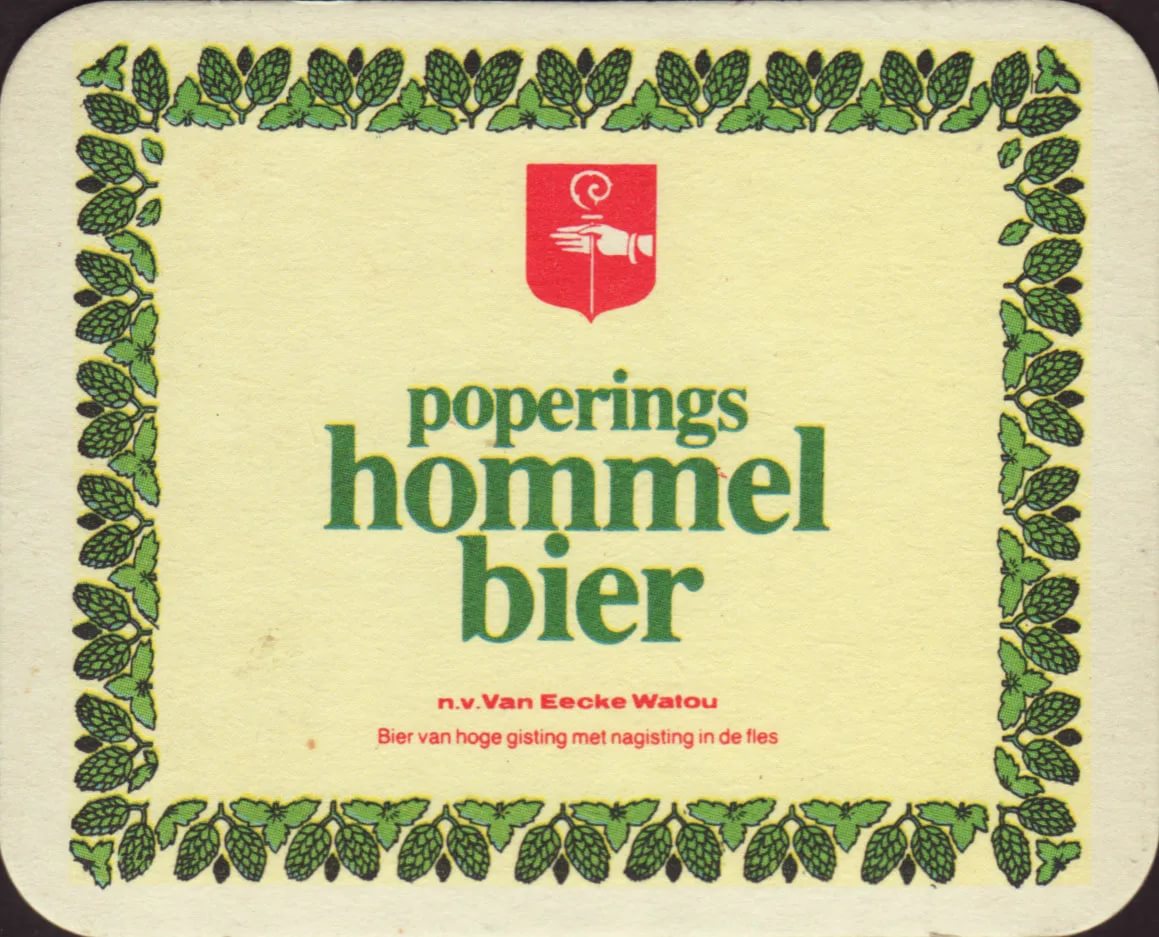 poperings
hommel
bier
n.v. Van Eecke Watou
Bier van hoge gisting met nagisting in de fles